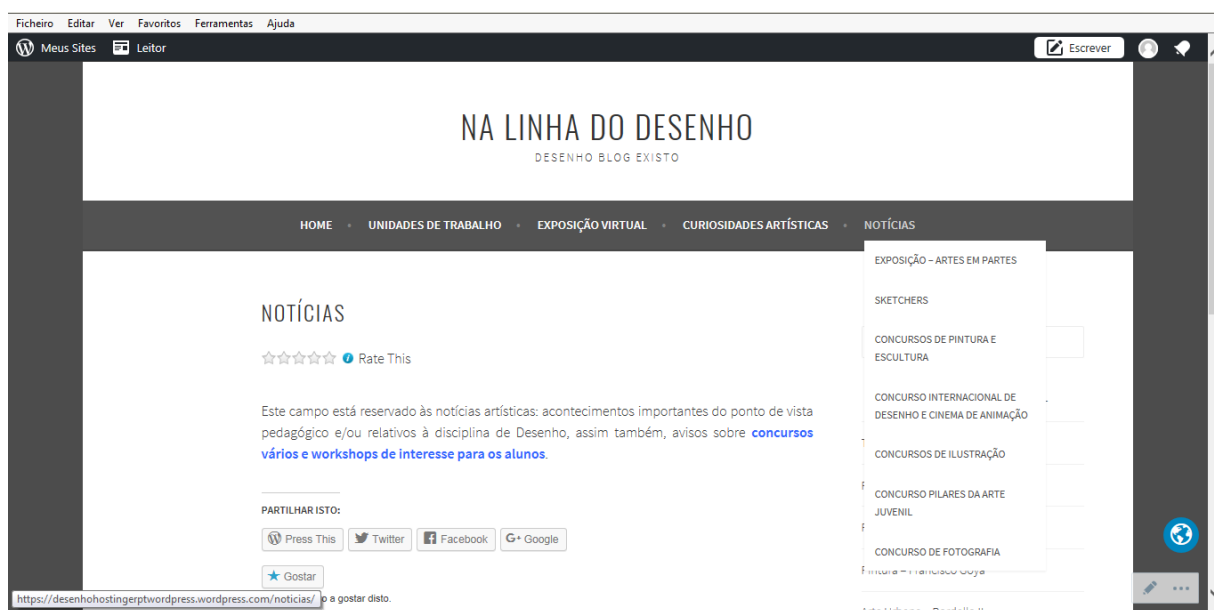 Ficheiro Editar Ver Favoritos Ferramentas Ajuda
Meus Sites Leitor Escrever
NA LINHA DO DESENHO
DESENHO BLOG EXISTO
HOME UNIDADES DE TRABALHO EXPOSIÇÃO VIRTUAL CURIOSIDADES ARTÍSTICAS NOTÍCIAS
EXPOSIÇÃO – ARTES EM PARTES
SKETCHERS
CONCURSOS DE PINTURA E
ESCULTURA
CONCURSO INTERNACIONAL DE
DESENHO E CINEMA DE ANIMAÇÃO
CONCURSOS DE ILUSTRAÇÃO
CONCURSO PILARES DA ARTE
JUVENIL
CONCURSO DE FOTOGRAFIA
NOTÍCIAS
Rate This
Este campo está reservado às notícias artísticas: acontecimentos importantes do ponto de vista
pedagógico e/ou relativos à disciplina de Desenho, assim também, avisos sobre concursos
vários e workshops de interesse para os alunos.
PARTILHAR ISTO:
Press This Twitter Facebook G+ Google
Gostar
a gostar disto.
https://desenhohostingerptwordpress.wordpress.com/noticias/